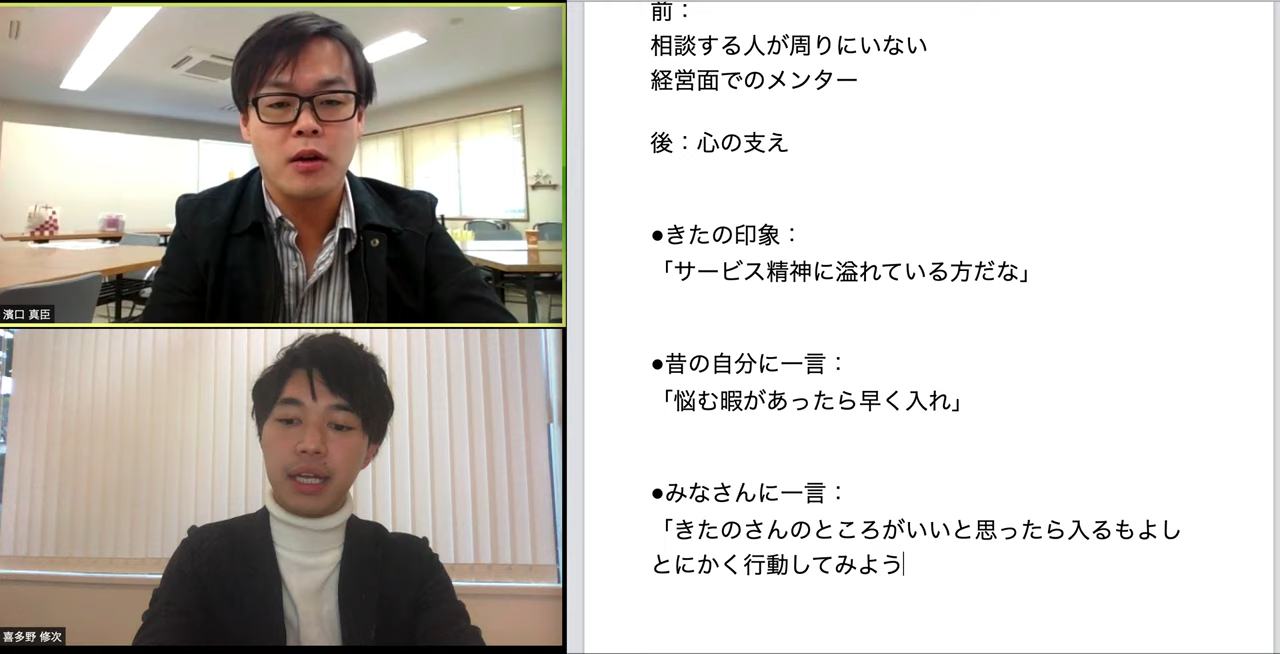 濱口 真臣
喜多野 修次
前：
相談する人が周りにいない
経営面でのメンター
後：心の支え
●きたの印象：
「サービス精神に溢れている方だな」
●昔の自分に一言：
「悩む暇があったら早く入れ」
●みなさんに一言：
「きたのさんのところがいいと思ったら入るもよし
とにかく行動してみよう